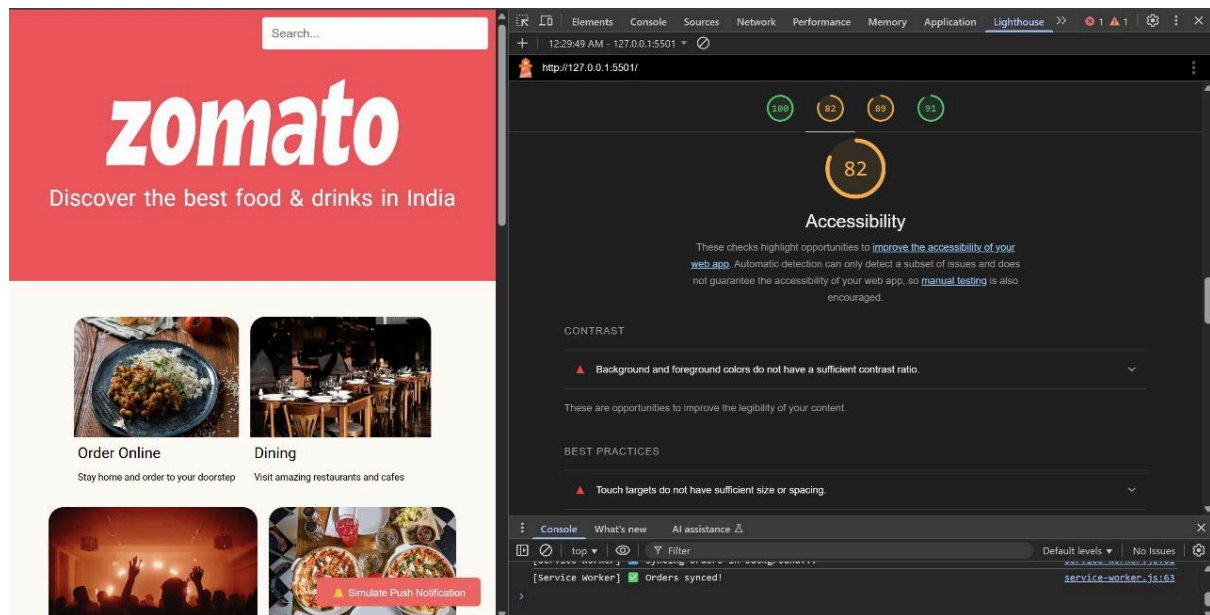 Search...
zomato
Discover the best food & drinks in India
Order Online
Stay home and order to your doorstep
Dining
Visit amazing restaurants and cafes
🔔 Simulate Push Notification
Elements Console Sources Network Performance Memory Application Lighthouse 1 1
12:29:49 AM - 127.0.0.1:5501
http://127.0.0.1:5501/
100 82 89 91
82
Accessibility
These checks highlight opportunities to improve the accessibility of your
web app. Automatic detection can only detect a subset of issues and does
not guarantee the accessibility of your web app, so manual testing is also
encouraged.
CONTRAST
Background and foreground colors do not have a sufficient contrast ratio.
These are opportunities to improve the legibility of your content.
BEST PRACTICES
Touch targets do not have sufficient size or spacing.
Console What's new AI assistance
top Filter Default levels No Issues
[Service Worker] Syncing orders in background...
[Service Worker] ✅ Orders synced! service-worker.js:63